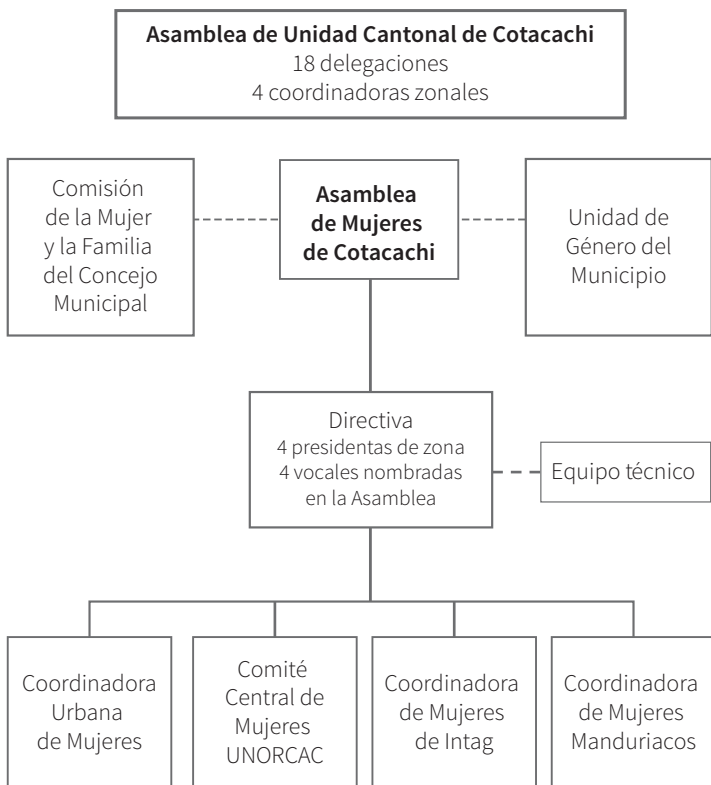 Asamblea de Unidad Cantonal de Cotacachi
18 delegaciones
4 coordinadoras zonales
Comisión
de la Mujer
y la Familia
del Concejo
Municipal
Asamblea
de Mujeres
de Cotacachi
Unidad de
Género del
Municipio
Directiva
4 presidentas de zona
4 vocales nombradas
en la Asamblea
Equipo técnico
Coordinadora
Urbana
de Mujeres
Comité
Central de
Mujeres
UNORCAC
Coordinadora
de Mujeres
de Intag
Coordinadora
de Mujeres
Manduriacos